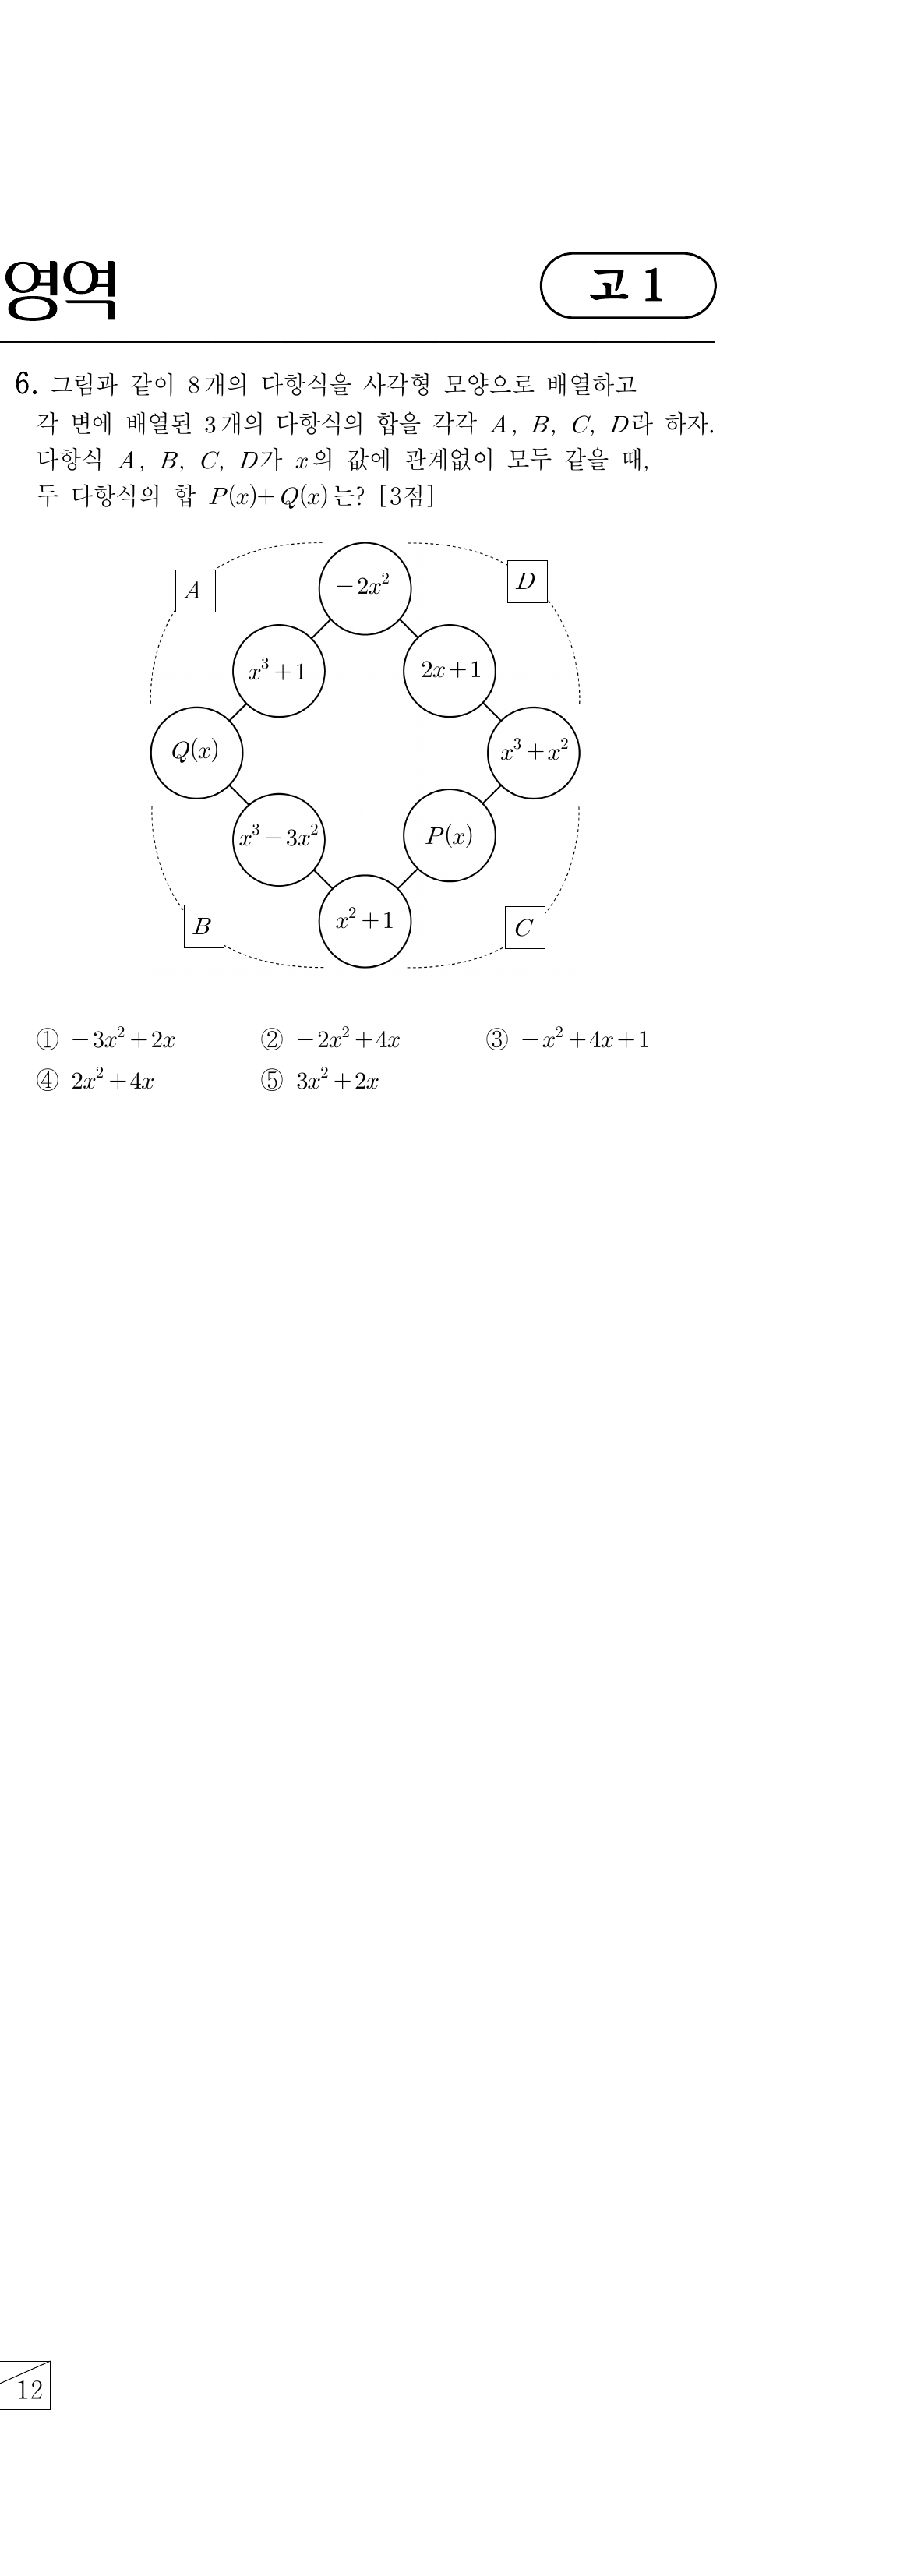 영역
고 1
6. 그림과 같이 8개의 다항식을 사각형 모양으로 배열하고
각 변에 배열된 3개의 다항식의 합을 각각 A, B, C, D라 하자.
다항식 A, B, C, D가 x의 값에 관계없이 모두 같을 때,
두 다항식의 합 P(x)+Q(x)는? [3점]
A
−2x²
D
x³+1
2x+1
Q(x)
x³+x²
x³−3x²
P(x)
B
x²+1
C
① −3x²+2x ② −2x²+4x ③ −x²+4x+1
④ 2x²+4x ⑤ 3x²+2x
12